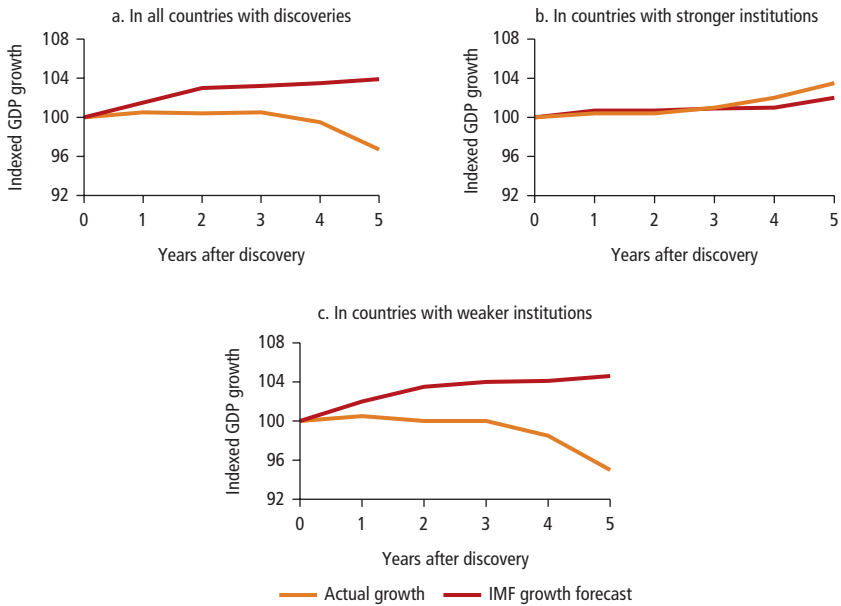 a. In all countries with discoveries
Indexed GDP growth
108
104
100
96
92
0 1 2 3 4 5
Years after discovery
b. In countries with stronger institutions
Indexed GDP growth
108
104
100
96
92
0 1 2 3 4 5
Years after discovery
c. In countries with weaker institutions
Indexed GDP growth
108
104
100
96
92
0 1 2 3 4 5
Years after discovery
Actual growth IMF growth forecast